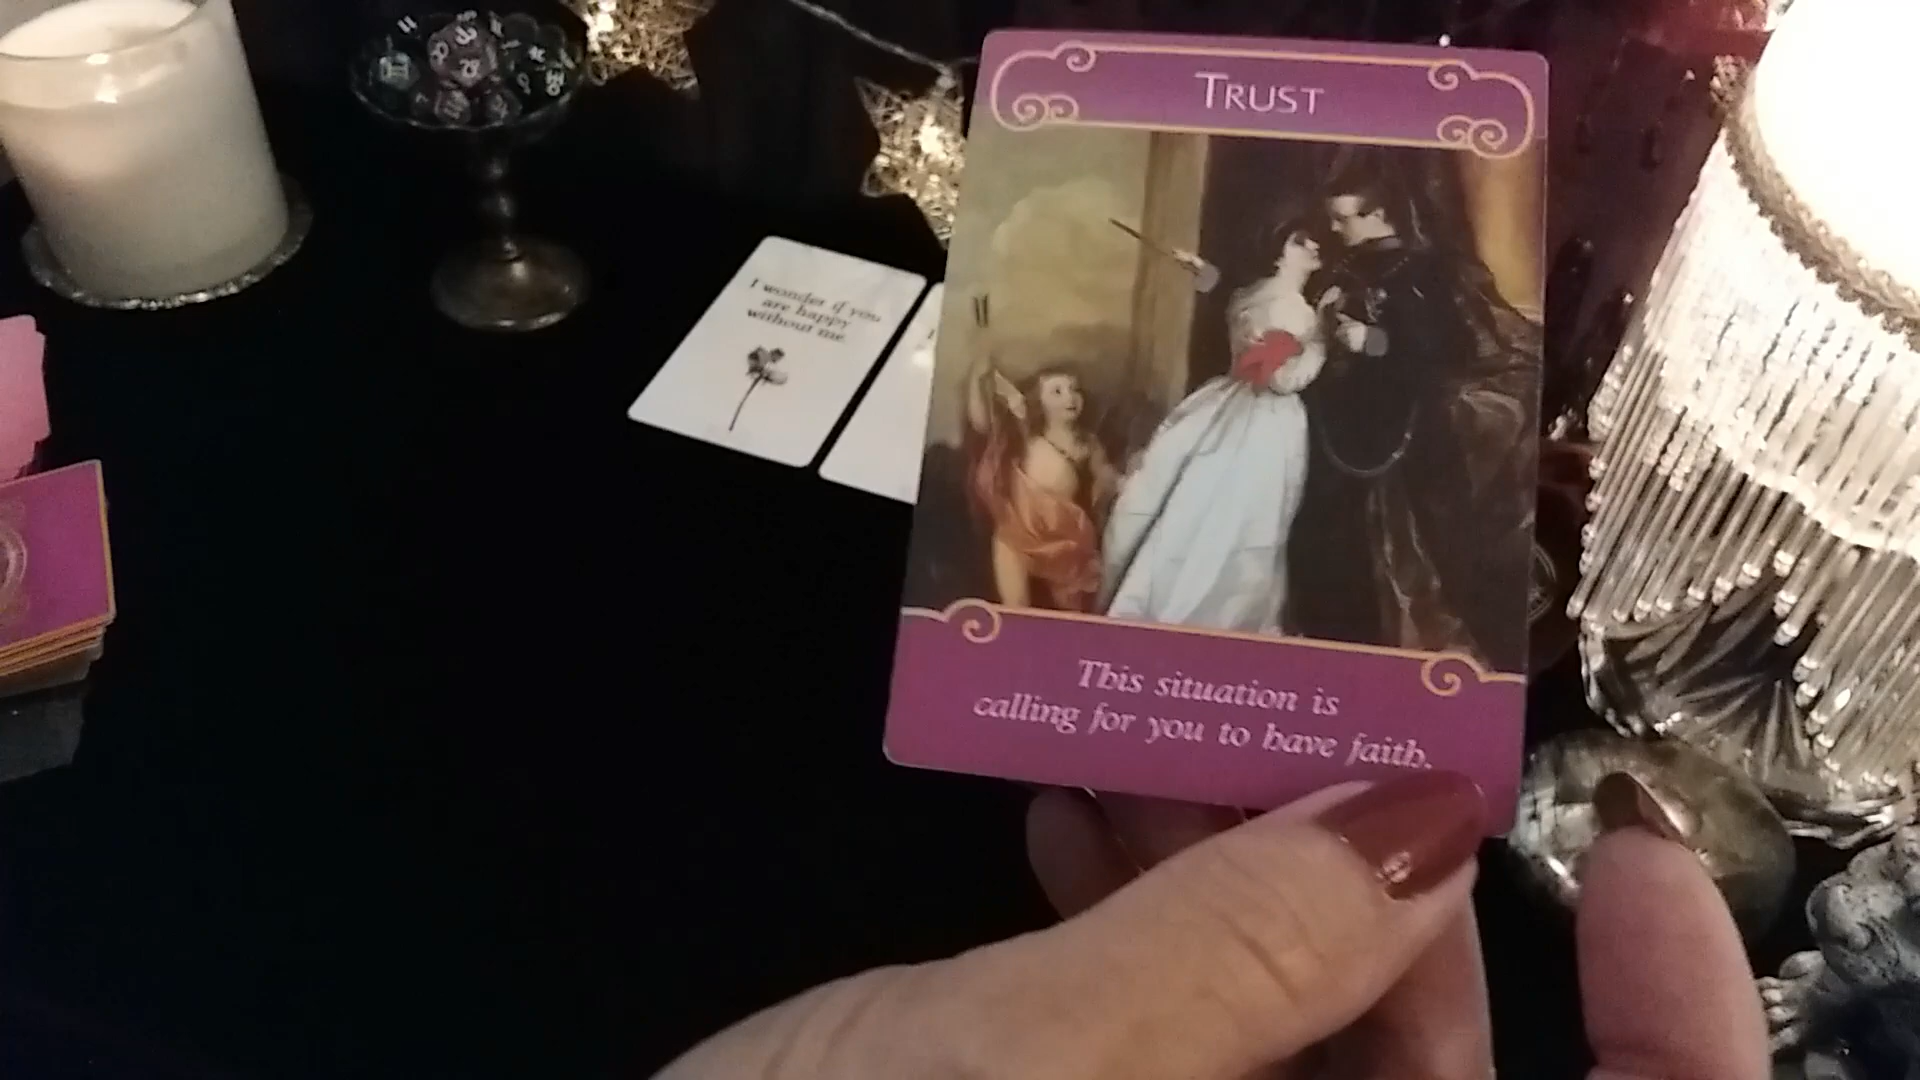 TRUST
This situation is
calling for you to have faith.
I wonder if you
are happy
without me.